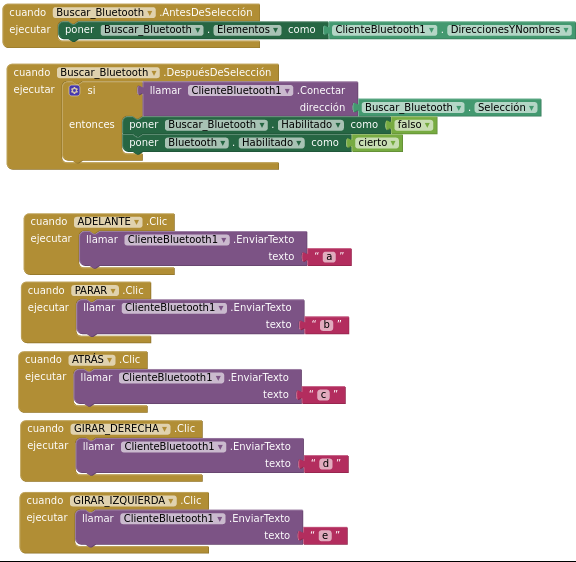 cuando Buscar_Bluetooth .AntesDeSelección
ejecutar poner Buscar_Bluetooth . Elementos como ClienteBluetooth1 . DireccionesYNombres
cuando Buscar_Bluetooth .DespuésDeSelección
ejecutar si llamar ClienteBluetooth1 .Conectar
dirección Buscar_Bluetooth . Selección
entonces poner Buscar_Bluetooth . Habilitado como falso
poner Bluetooth . Habilitado como cierto
cuando ADELANTE .Clic
ejecutar llamar ClienteBluetooth1 .EnviarTexto
texto “ a ”
cuando PARAR .Clic
ejecutar llamar ClienteBluetooth1 .EnviarTexto
texto “ b ”
cuando ATRÁS .Clic
ejecutar llamar ClienteBluetooth1 .EnviarTexto
texto “ c ”
cuando GIRAR_DERECHA .Clic
ejecutar llamar ClienteBluetooth1 .EnviarTexto
texto “ d ”
cuando GIRAR_IZQUIERDA .Clic
ejecutar llamar ClienteBluetooth1 .EnviarTexto
texto “ e ”